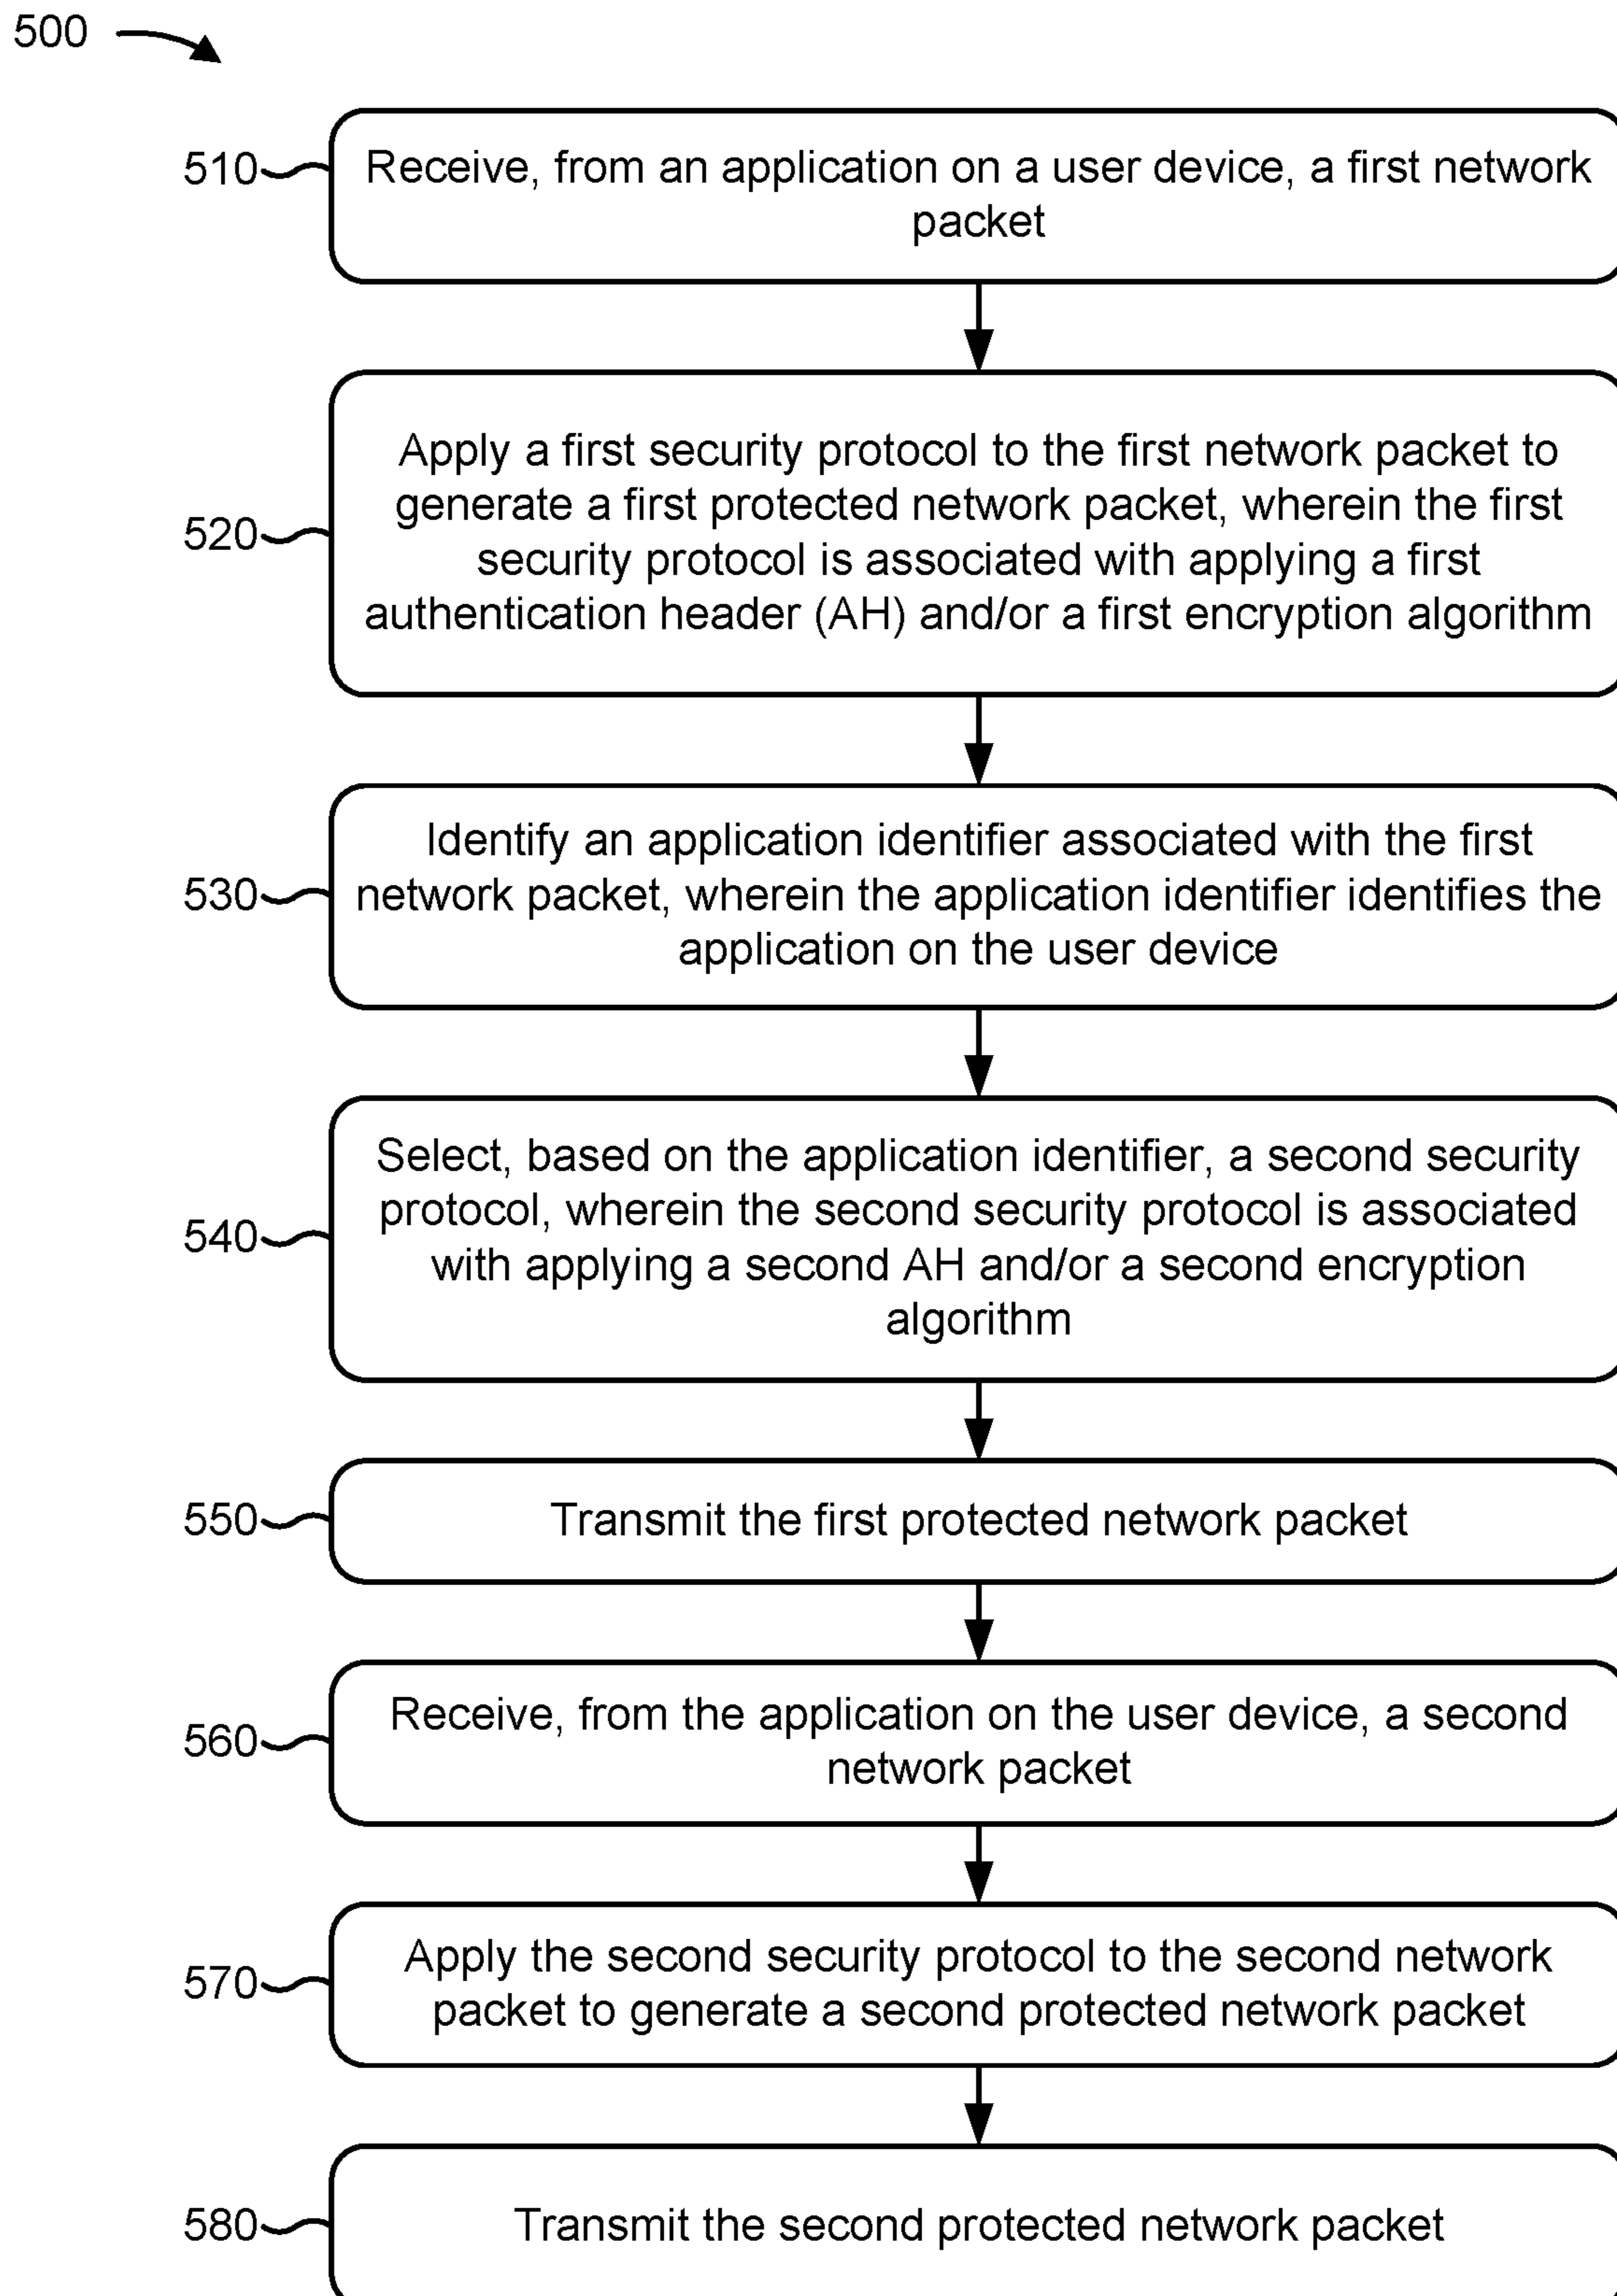 500
510
Receive, from an application on a user device, a first network
packet
520
Apply a first security protocol to the first network packet to
generate a first protected network packet, wherein the first
security protocol is associated with applying a first
authentication header (AH) and/or a first encryption algorithm
530
Identify an application identifier associated with the first
network packet, wherein the application identifier identifies the
application on the user device
540
Select, based on the application identifier, a second security
protocol, wherein the second security protocol is associated
with applying a second AH and/or a second encryption
algorithm
550
Transmit the first protected network packet
560
Receive, from the application on the user device, a second
network packet
570
Apply the second security protocol to the second network
packet to generate a second protected network packet
580
Transmit the second protected network packet